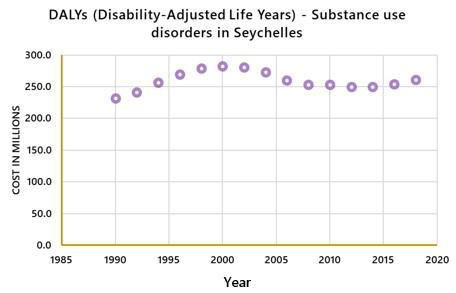 DALYs (Disability-Adjusted Life Years) - Substance use
disorders in Seychelles
COST IN MILLIONS
300.0
250.0
200.0
150.0
100.0
50.0
0.0
1985 1990 1995 2000 2005 2010 2015 2020
Year